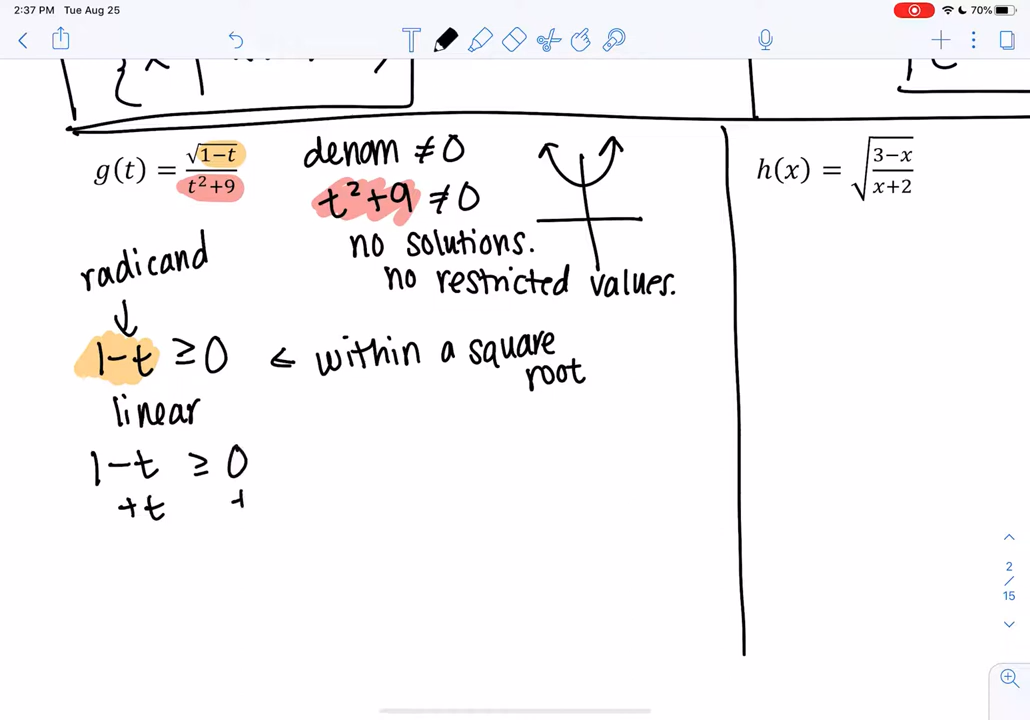 2:37 PM Tue Aug 25
70%
g(t) = √(1−t) / (t²+9)
denom ≠ 0
t²+9 ≠ 0
no solutions.
no restricted values.
radicand
↓
1−t ≥ 0 ← within a square
root
linear
1−t ≥ 0
+t +
h(x) = √((3−x)/(x+2))
2
/
15